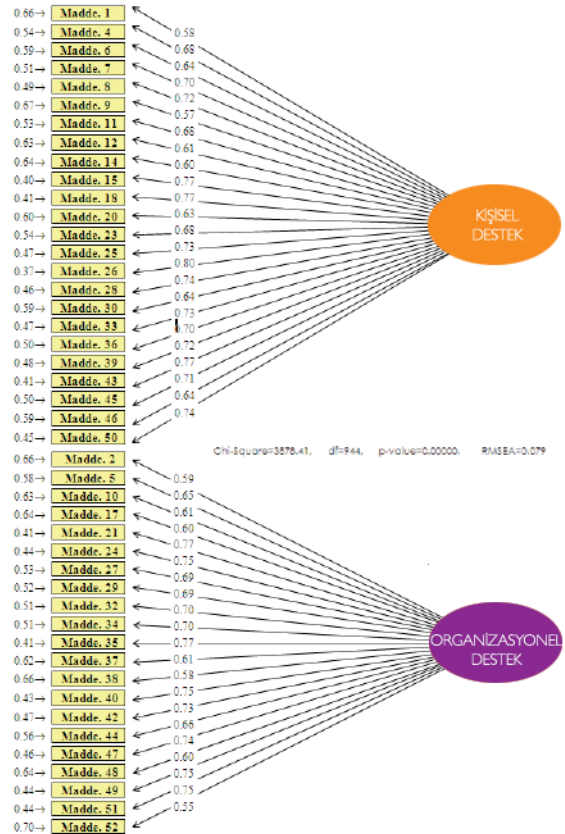 0.66→ Madde. 1
0.54→ Madde. 4
0.59→ Madde. 6
0.51→ Madde. 7
0.49→ Madde. 8
0.67→ Madde. 9
0.53→ Madde. 11
0.63→ Madde. 12
0.64→ Madde. 14
0.40→ Madde. 15
0.41→ Madde. 18
0.60→ Madde. 20
0.54→ Madde. 23
0.47→ Madde. 25
0.37→ Madde. 26
0.46→ Madde. 28
0.59→ Madde. 30
0.47→ Madde. 33
0.50→ Madde. 36
0.48→ Madde. 39
0.41→ Madde. 43
0.50→ Madde. 45
0.59→ Madde. 46
0.45→ Madde. 50
0.58
0.68
0.64
0.70
0.72
0.57
0.68
0.61
0.60
0.77
0.77
0.63
0.68
0.73
0.80
0.74
0.64
0.73
0.70
0.72
0.77
0.71
0.64
0.74
KİŞİSEL
DESTEK
Chi-Square=3878.41, df=944, p-value=0.00000, RMSEA=0.079
0.66→ Madde. 2
0.58→ Madde. 5
0.63→ Madde. 10
0.64→ Madde. 17
0.41→ Madde. 21
0.44→ Madde. 24
0.53→ Madde. 27
0.52→ Madde. 29
0.51→ Madde. 32
0.51→ Madde. 34
0.41→ Madde. 35
0.62→ Madde. 37
0.66→ Madde. 38
0.43→ Madde. 40
0.47→ Madde. 42
0.56→ Madde. 44
0.46→ Madde. 47
0.64→ Madde. 48
0.44→ Madde. 49
0.44→ Madde. 51
0.70→ Madde. 52
0.59
0.65
0.61
0.60
0.77
0.75
0.69
0.69
0.70
0.70
0.77
0.61
0.58
0.75
0.73
0.66
0.74
0.60
0.75
0.75
0.55
ORGANİZASYONEL
DESTEK